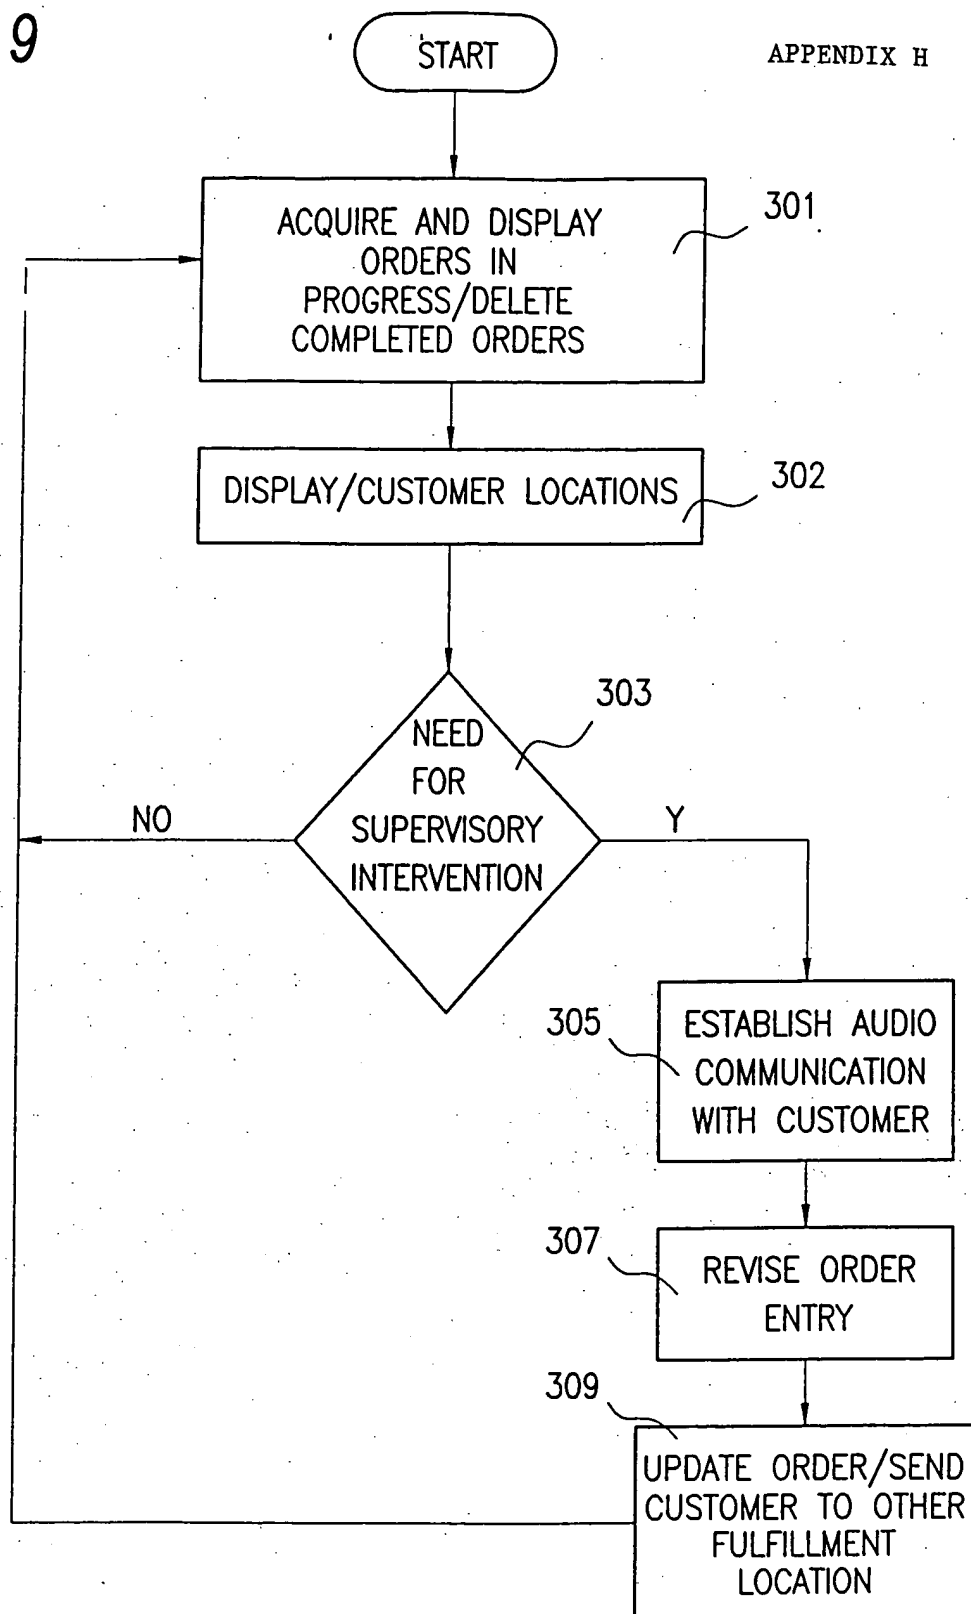 9
START
APPENDIX H
ACQUIRE AND DISPLAY
ORDERS IN
PROGRESS/DELETE
COMPLETED ORDERS
301
DISPLAY/CUSTOMER LOCATIONS
302
303
NEED
FOR
SUPERVISORY
INTERVENTION
NO
Y
305
ESTABLISH AUDIO
COMMUNICATION
WITH CUSTOMER
307
REVISE ORDER
ENTRY
309
UPDATE ORDER/SEND
CUSTOMER TO OTHER
FULFILLMENT
LOCATION